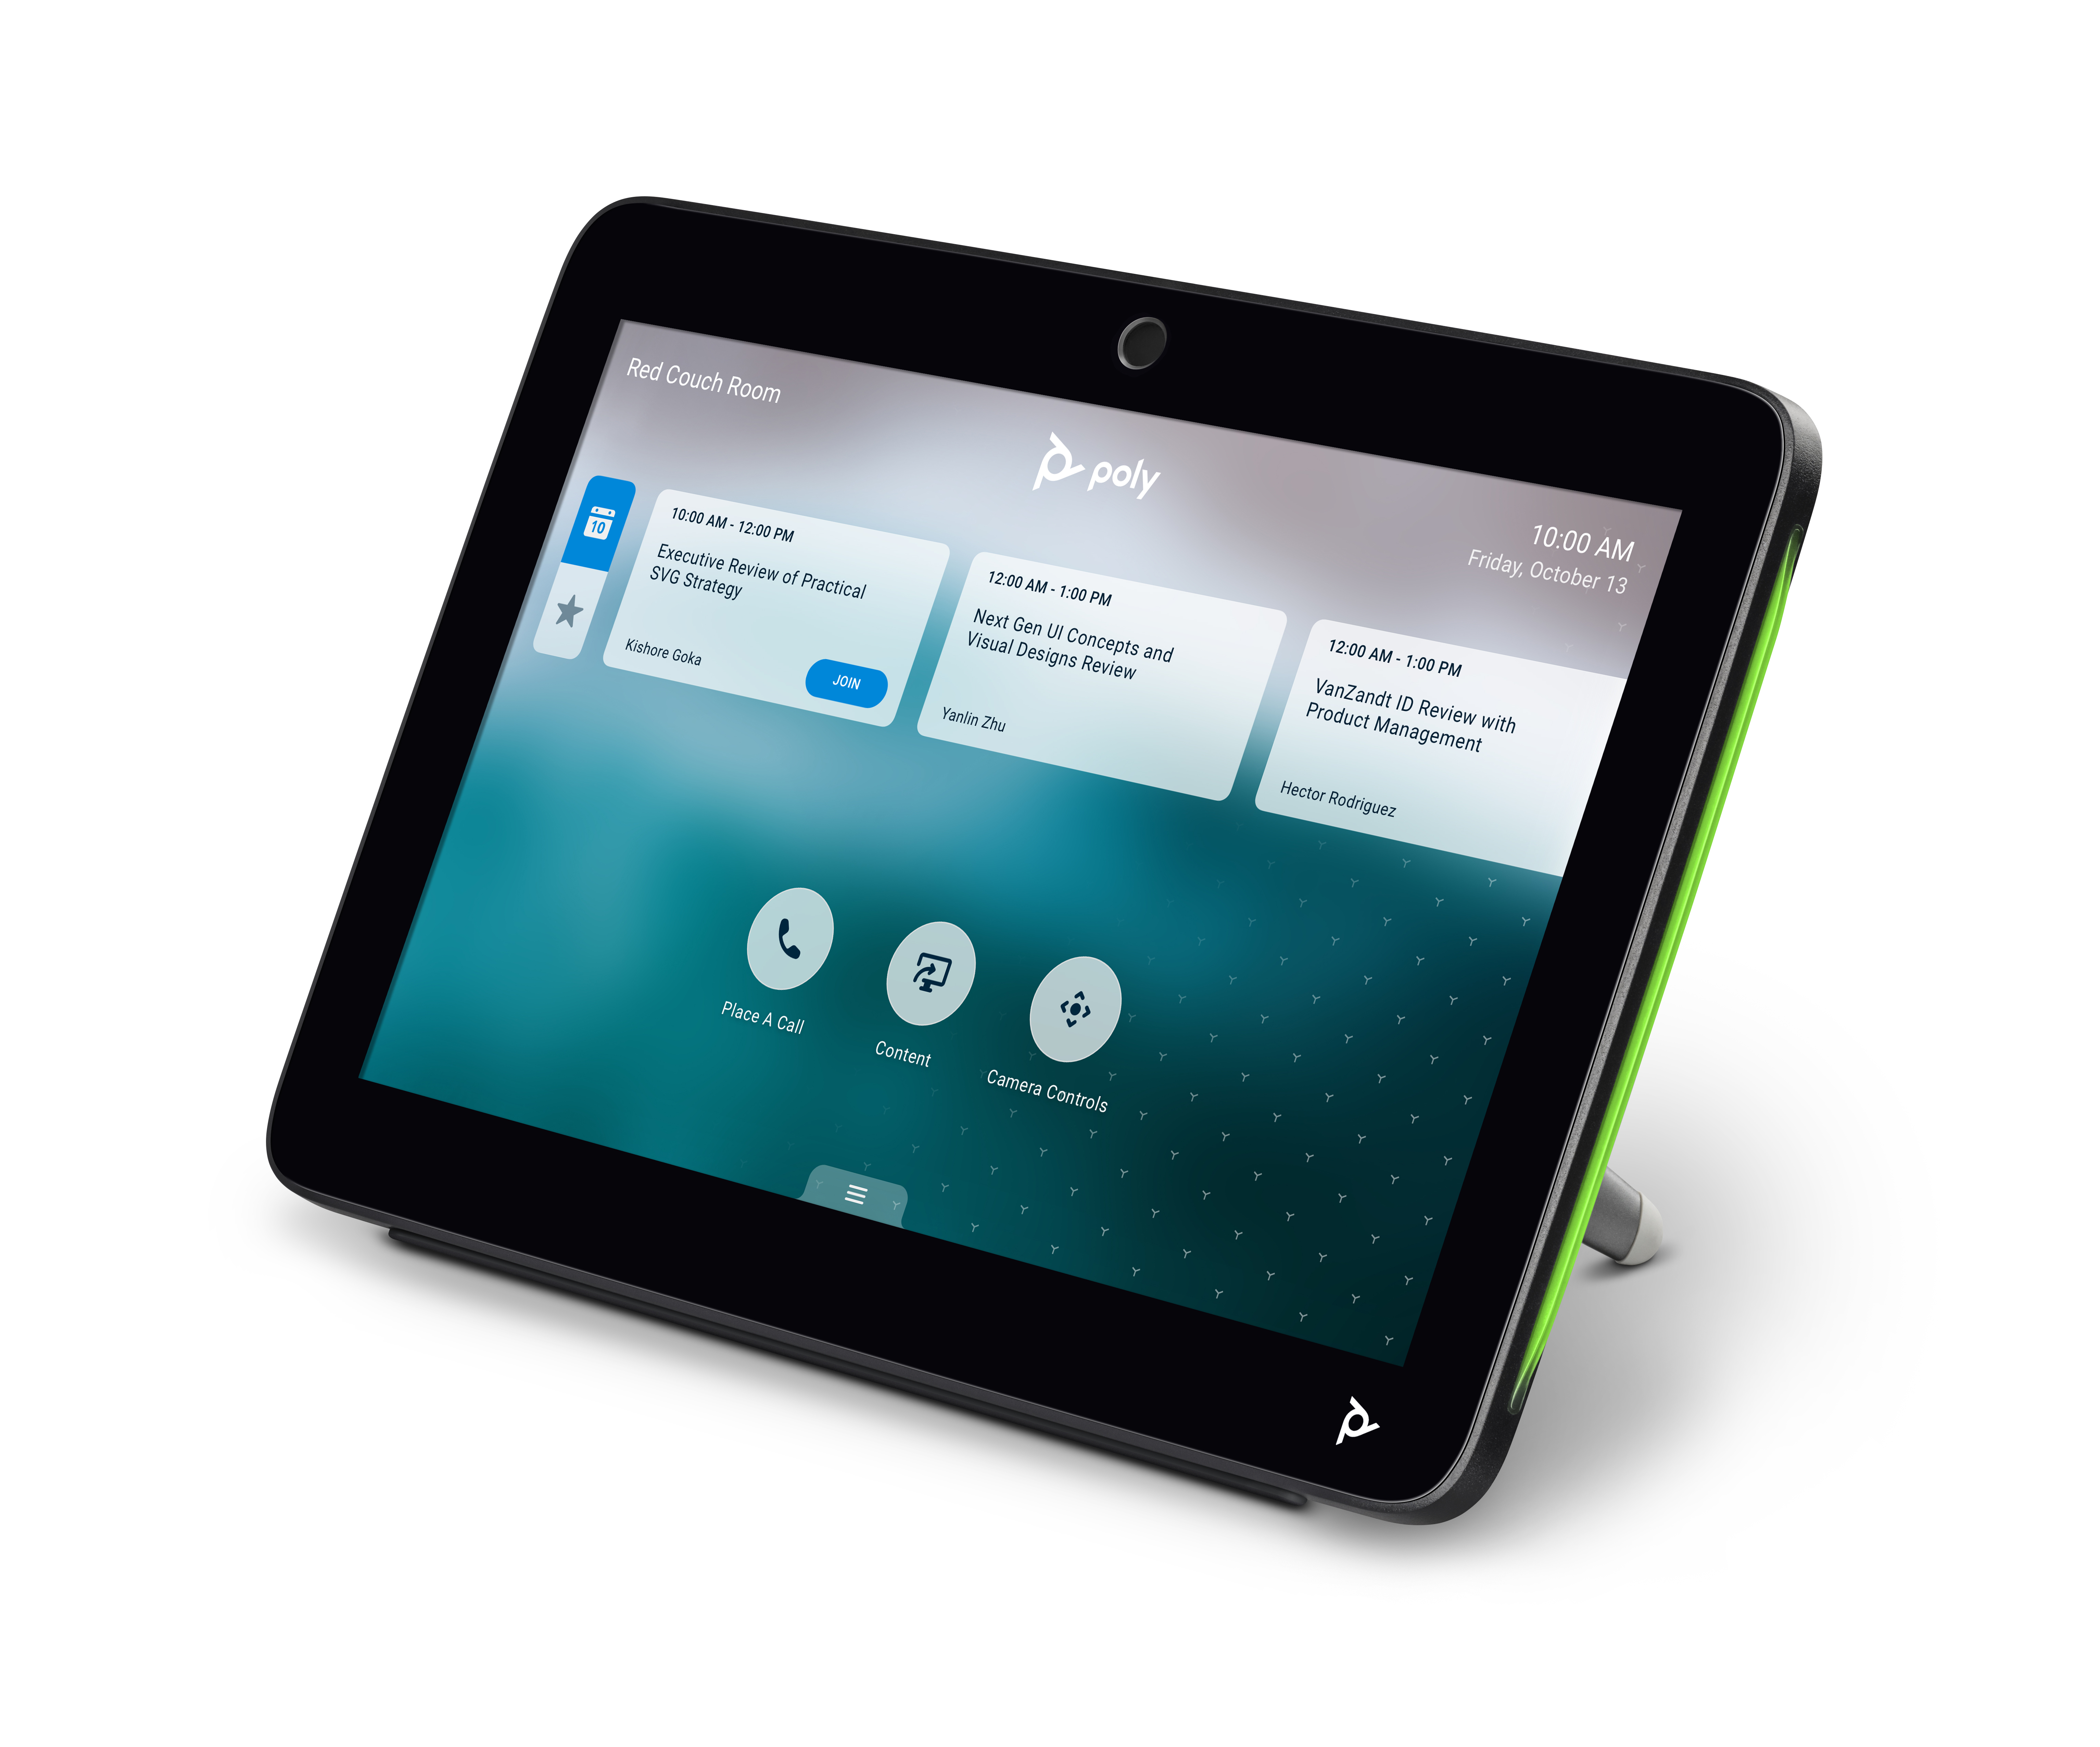 Red Couch Room
poly
10:00 AM
Friday, October 13
10
10:00 AM - 12:00 PM
Executive Review of Practical
SVG Strategy
Kishore Goka
JOIN
12:00 AM - 1:00 PM
Next Gen UI Concepts and
Visual Designs Review
Yanlin Zhu
12:00 AM - 1:00 PM
VanZandt ID Review with
Product Management
Hector Rodriguez
Place A Call
Content
Camera Controls